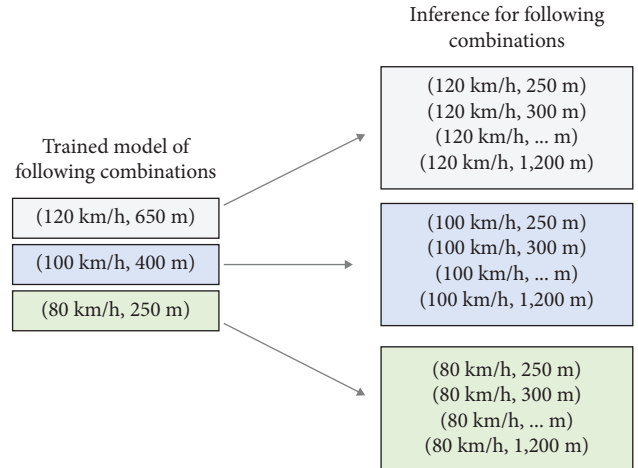 Trained model of
following combinations
(120 km/h, 650 m)
(100 km/h, 400 m)
(80 km/h, 250 m)
Inference for following
combinations
(120 km/h, 250 m)
(120 km/h, 300 m)
(120 km/h, ... m)
(120 km/h, 1,200 m)
(100 km/h, 250 m)
(100 km/h, 300 m)
(100 km/h, ... m)
(100 km/h, 1,200 m)
(80 km/h, 250 m)
(80 km/h, 300 m)
(80 km/h, ... m)
(80 km/h, 1,200 m)